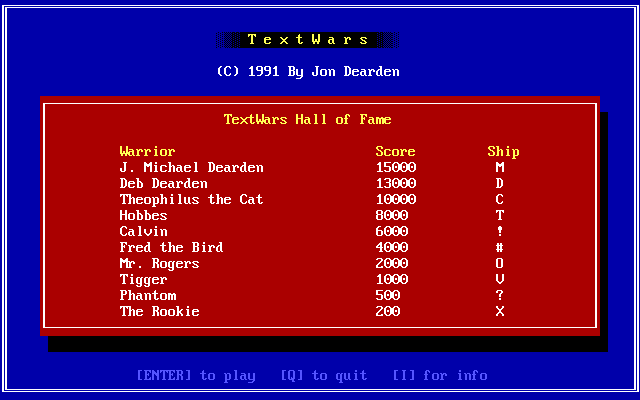 T e x t W a r s
(C) 1991 By Jon Dearden
TextWars Hall of Fame
Warrior Score Ship
J. Michael Dearden 15000 M
Deb Dearden 13000 D
Theophilus the Cat 10000 C
Hobbes 8000 T
Calvin 6000 !
Fred the Bird 4000 #
Mr. Rogers 2000 O
Tigger 1000 V
Phantom 500 ?
The Rookie 200 X
[ENTER] to play [Q] to quit [I] for info